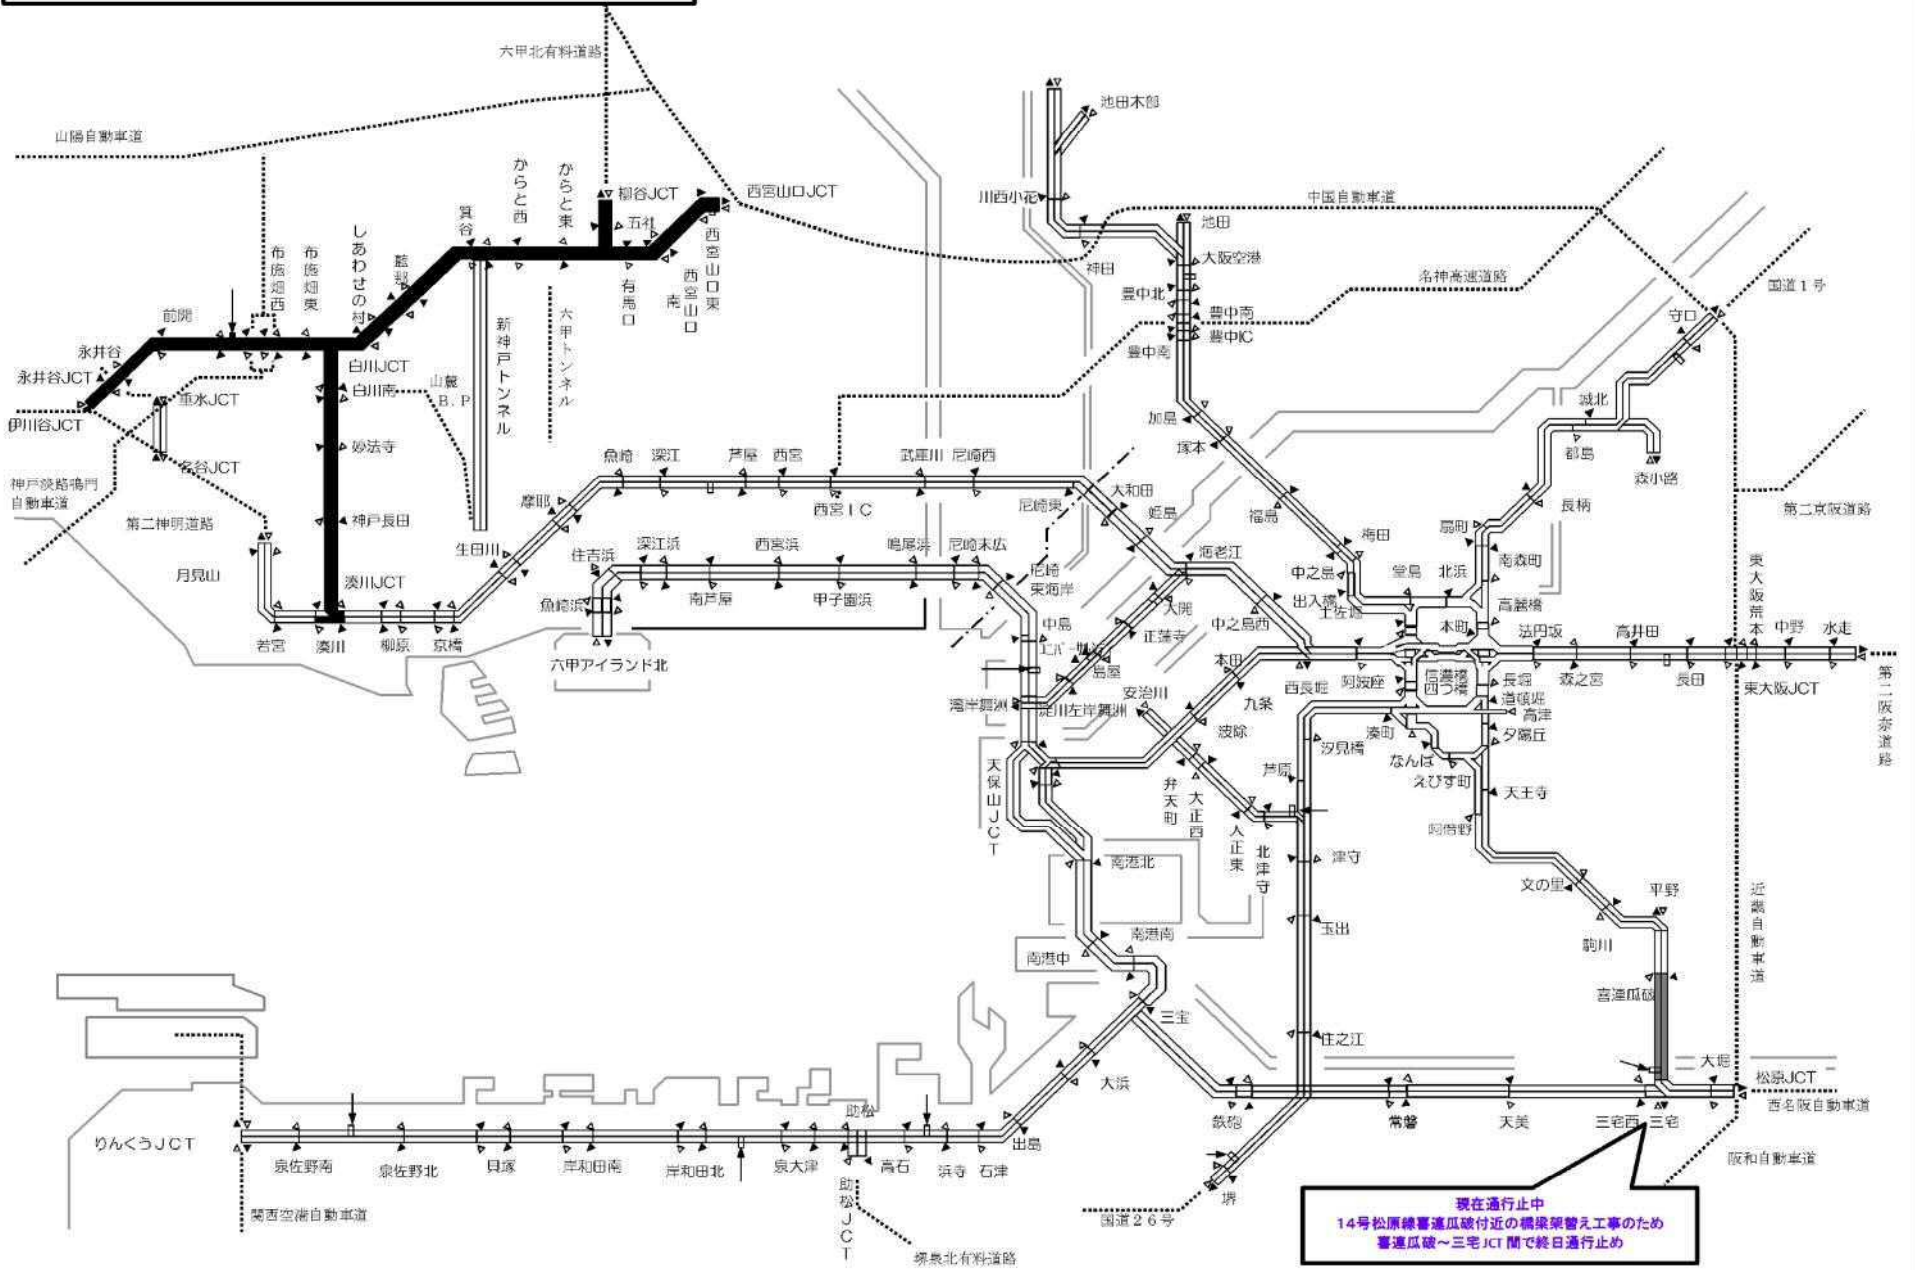 六甲北有料道路
山陽自動車道
池田木部
からと西
からと東
柳谷JCT
西宮山口JCT
川西小花
中国自動車道
箕谷
五社
池田
しあわせの村
藍那
布施畑西
布施畑東
有馬口
西宮山口南
西宮山口東
神田
大阪空港
名神高速道路
国道1号
豊中北
豊中南
豊中IC
豊中南
守口
前開
新神戸トンネル
六甲トンネル
永井谷
永井谷JCT
白川JCT
白川南
山麓
B.P
垂水JCT
伊川谷JCT
加島
城北
塚本
都島
妙法寺
名谷JCT
魚崎
深江
芦屋
西宮
武庫川
尼崎西
森小路
神戸淡路鳴門
自動車道
第二神明道路
神戸長田
摩耶
西宮IC
尼崎東
大和田
姫島
福島
長柄
扇町
第二京阪道路
梅田
生田川
住吉浜
深江浜
西宮浜
鳴尾浜
尼崎末広
海老江
南森町
東大阪荒本
月見山
湊川JCT
魚崎浜
南芦屋
甲子園浜
尼崎
東海岸
中之島
出入橋
土佐堀
堂島
北浜
高麗橋
大開
中之島西
若宮
湊川
柳原
京橋
中島
正蓮寺
本町
法円坂
高井田
中野
水走
六甲アイランド北
島屋
本田
安治川
西長堀
阿波座
信濃橋
四つ橋
長堀
森之宮
長田
東大阪JCT
第二阪奈道路
湾岸舞洲
淀川左岸舞洲
九条
道頓堀
高津
波除
湊町
夕陽丘
汐見橋
なんば
えびす町
天保山JCT
芦原
弁天町
大正西
大正東
北津守
天王寺
阿倍野
南港北
津守
文の里
平野
近畿自動車道
南港南
南港中
玉出
駒川
喜連瓜破
三宝
住之江
大浜
大堀
松原JCT
西名阪自動車道
りんくうJCT
助松
出島
鉄砲
常磐
天美
三宅西
三宅
泉佐野南
泉佐野北
貝塚
岸和田南
岸和田北
泉大津
高石
浜寺
石津
助松JCT
堺
阪和自動車道
関西空港自動車道
国道26号
堺泉北有料道路
現在通行止中
14号松原線喜連瓜破付近の橋梁架替え工事のため
喜連瓜破～三宅JCT間で終日通行止め